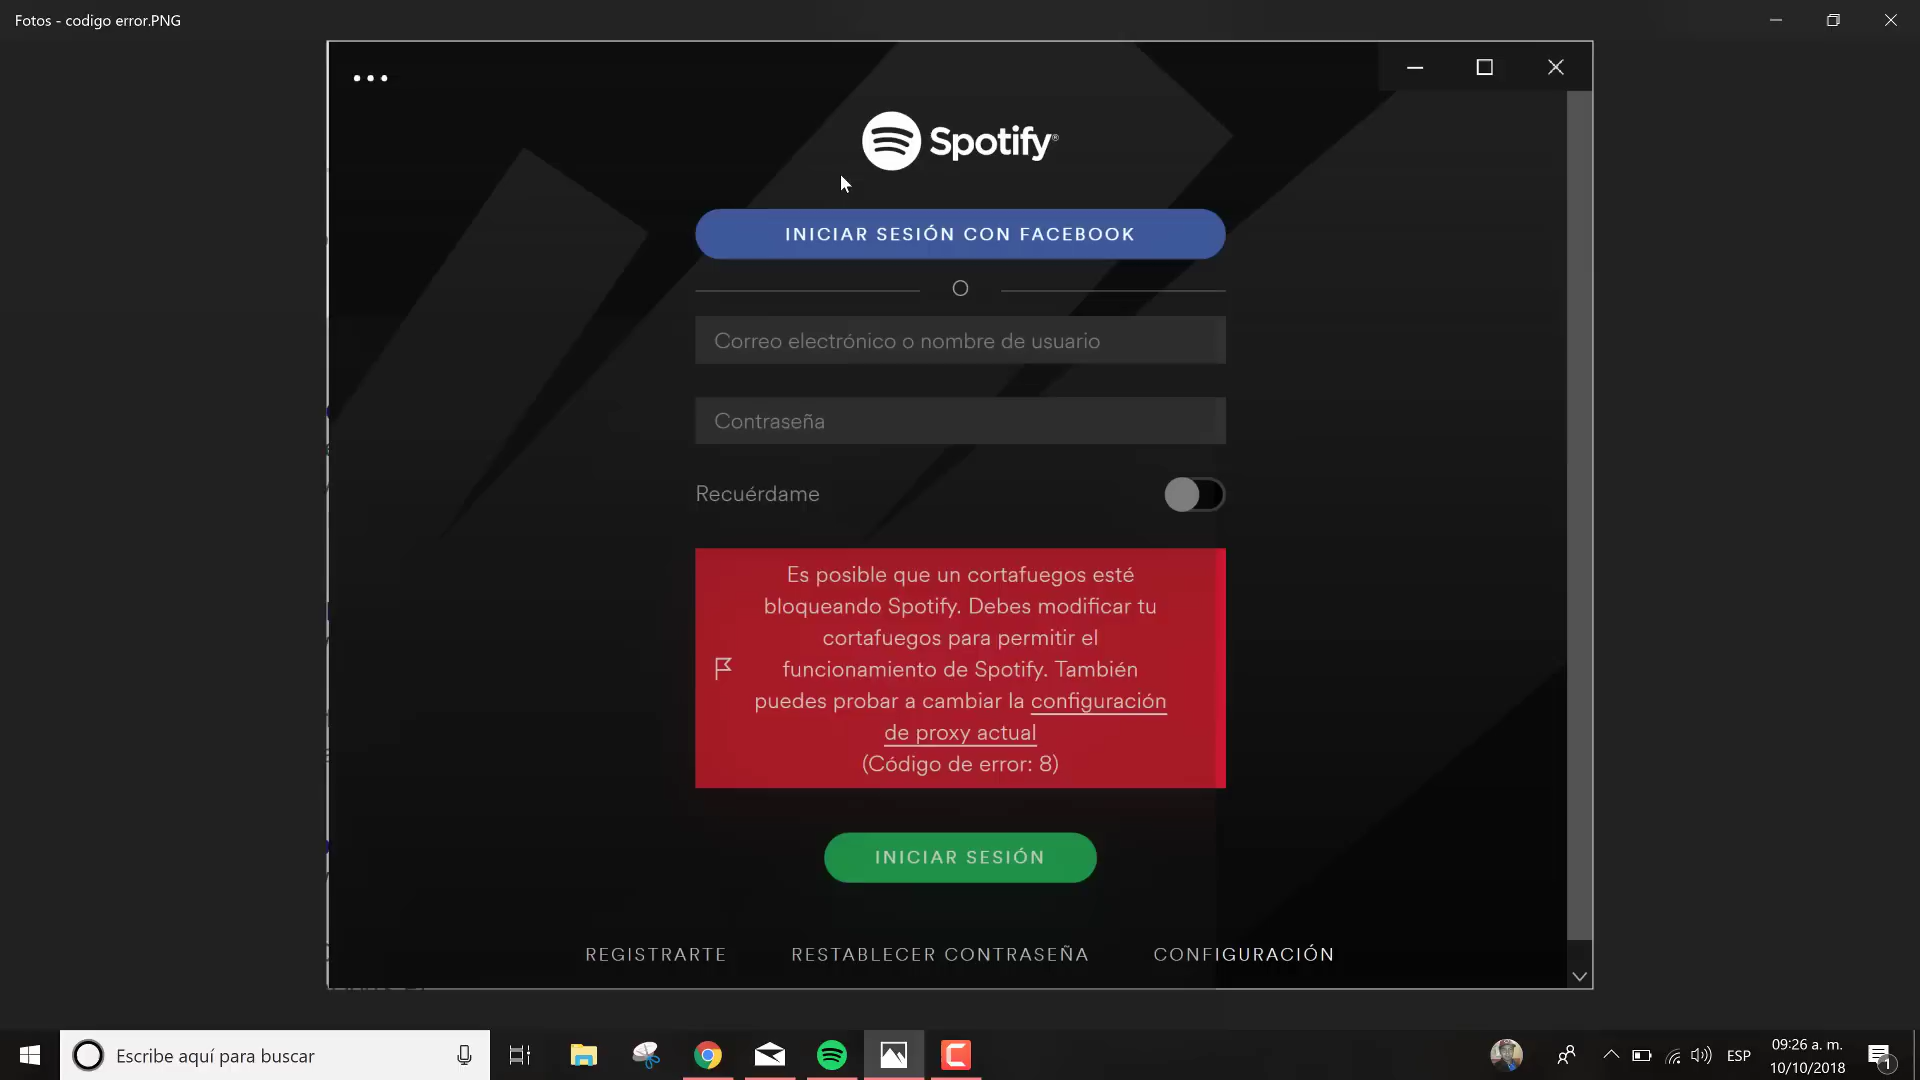 Fotos - codigo error.PNG
Spotify®
INICIAR SESIÓN CON FACEBOOK
O
Correo electrónico o nombre de usuario
Contraseña
Recuérdame
Es posible que un cortafuegos esté
bloqueando Spotify. Debes modificar tu
cortafuegos para permitir el
funcionamiento de Spotify. También
puedes probar a cambiar la configuración
de proxy actual
(Código de error: 8)
INICIAR SESIÓN
REGISTRARTE
RESTABLECER CONTRASEÑA
CONFIGURACIÓN
Escribe aquí para buscar
ESP
09:26 a. m.
10/10/2018
1